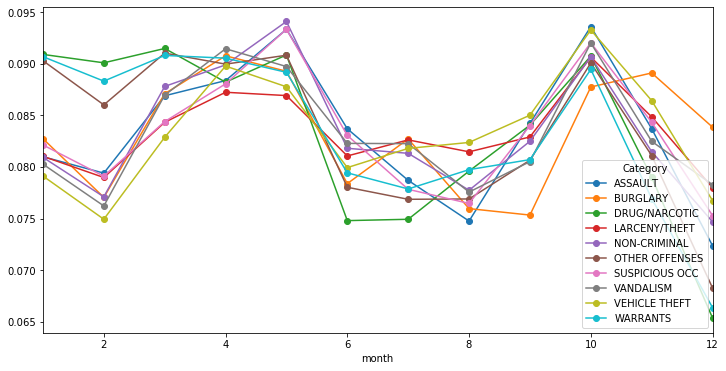 0.095
0.090
0.085
0.080
0.075
0.070
0.065
2 4 6 8 10 12
month
Category
ASSAULT
BURGLARY
DRUG/NARCOTIC
LARCENY/THEFT
NON-CRIMINAL
OTHER OFFENSES
SUSPICIOUS OCC
VANDALISM
VEHICLE THEFT
WARRANTS